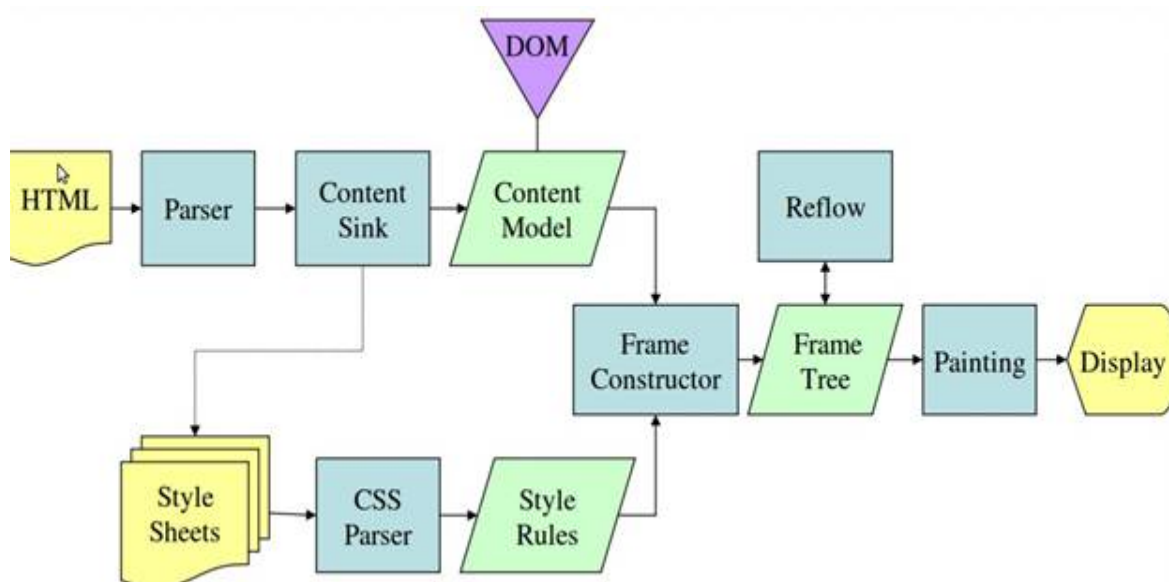 DOM
HTML
Parser
Content
Sink
Content
Model
Reflow
Frame
Constructor
Frame
Tree
Painting
Display
Style
Sheets
CSS
Parser
Style
Rules